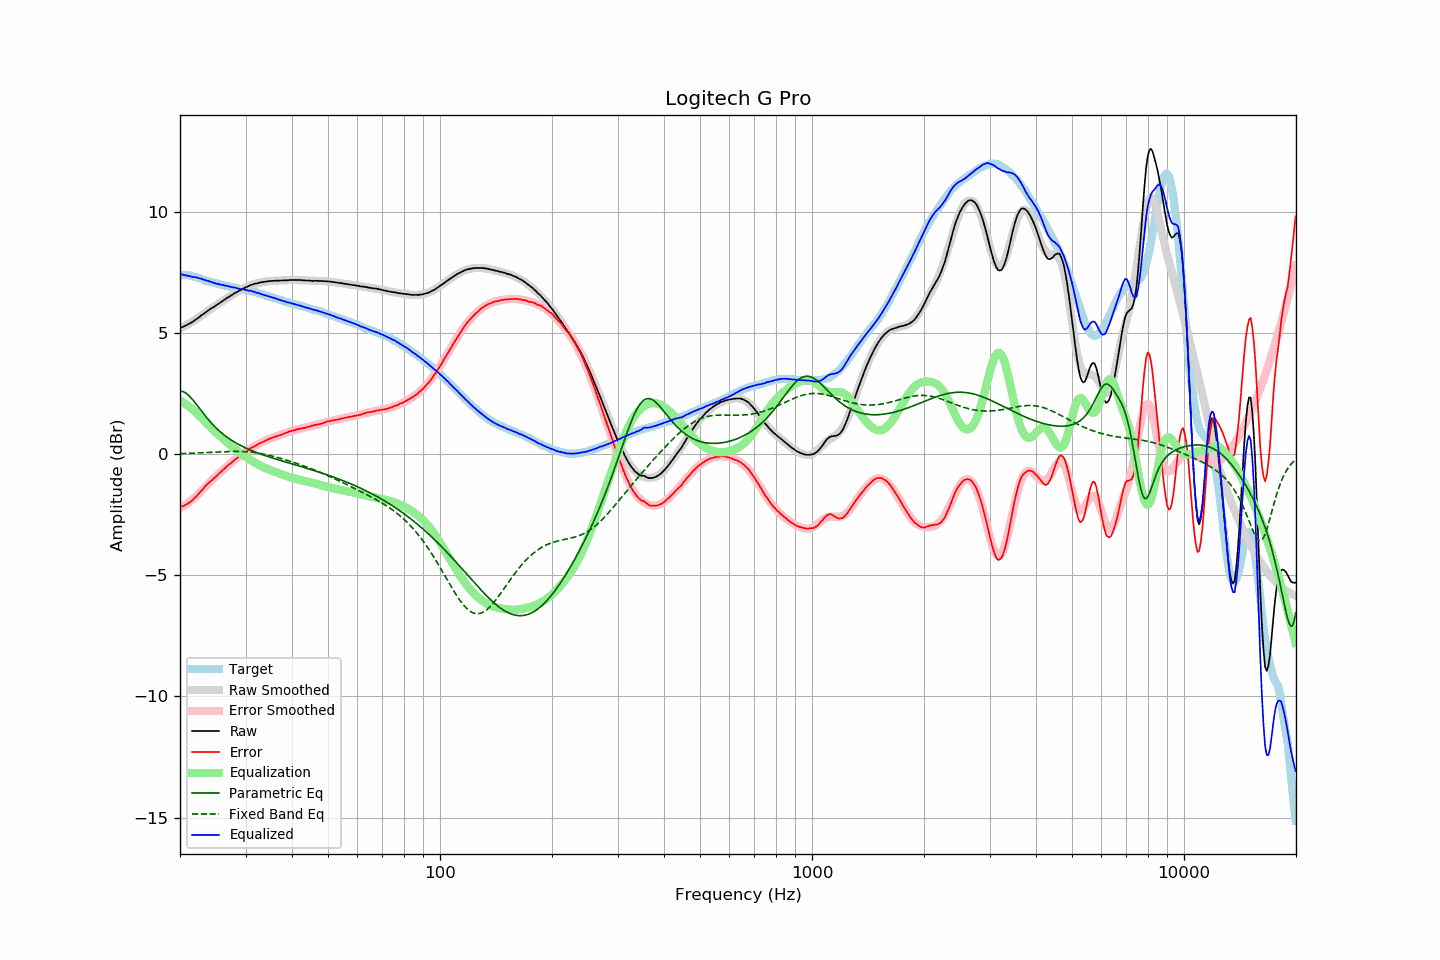 Logitech G Pro
Amplitude (dBr)
10
5
0
−5
−10
−15
Target
Raw Smoothed
Error Smoothed
Raw
Error
Equalization
Parametric Eq
Fixed Band Eq
Equalized
100 1000 10000
Frequency (Hz)